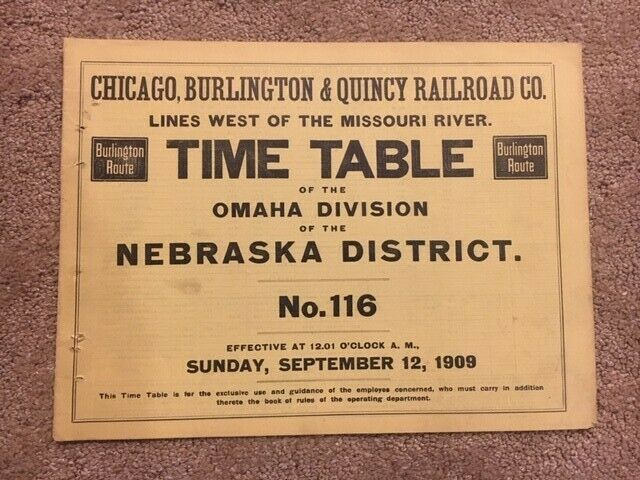 CHICAGO, BURLINGTON & QUINCY RAILROAD CO.
LINES WEST OF THE MISSOURI RIVER.
Burlington Route
TIME TABLE
Burlington Route
OF THE
OMAHA DIVISION
OF THE
NEBRASKA DISTRICT.
No. 116
EFFECTIVE AT 12.01 O'CLOCK A. M.,
SUNDAY, SEPTEMBER 12, 1909
This Time Table is for the exclusive use and guidance of the employes concerned, who must carry in addition
thereto the book of rules of the operating department.